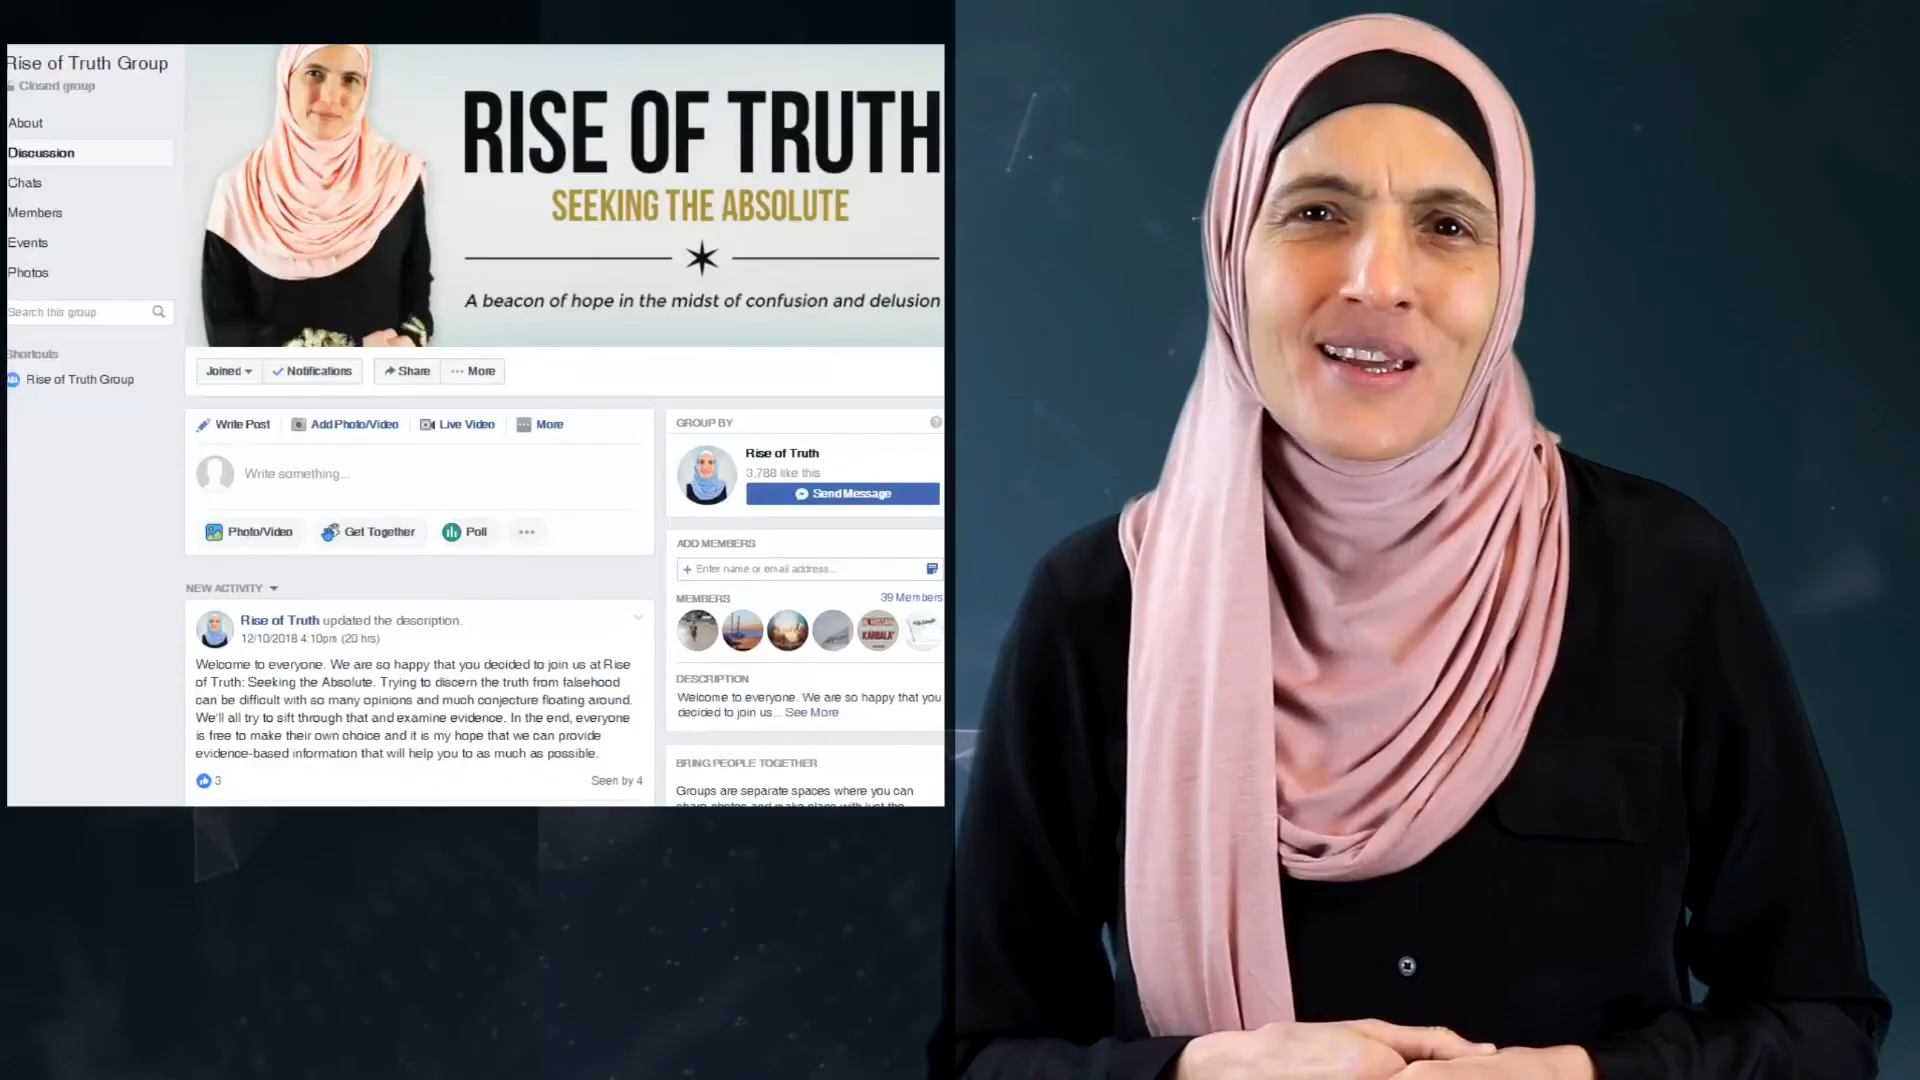 Rise of Truth Group
Closed group
About
Discussion
Chats
Members
Events
Photos
Search this group
Shortcuts
Rise of Truth Group
RISE OF TRUTH
SEEKING THE ABSOLUTE
A beacon of hope in the midst of confusion and delusion
Joined
Notifications
Share
More
Write Post
Add Photo/Video
Live Video
More
Write something...
Photo/Video
Get Together
Poll
NEW ACTIVITY
Rise of Truth updated the description.
12/10/2018 4:10pm (20 hrs)
Welcome to everyone. We are so happy that you decided to join us at Rise
of Truth: Seeking the Absolute. Trying to discern the truth from falsehood
can be difficult with so many opinions and much conjecture floating around.
We'll all try to sift through that and examine evidence. In the end, everyone
is free to make their own choice and it is my hope that we can provide
evidence-based information that will help you to as much as possible.
3
Seen by 4
GROUP BY
Rise of Truth
3,788 like this
Send Message
ADD MEMBERS
+ Enter name or email address...
MEMBERS
39 Members
KARBALA
DESCRIPTION
Welcome to everyone. We are so happy that you
decided to join us... See More
BRING PEOPLE TOGETHER
Groups are separate spaces where you can
share photos and make plans with just the